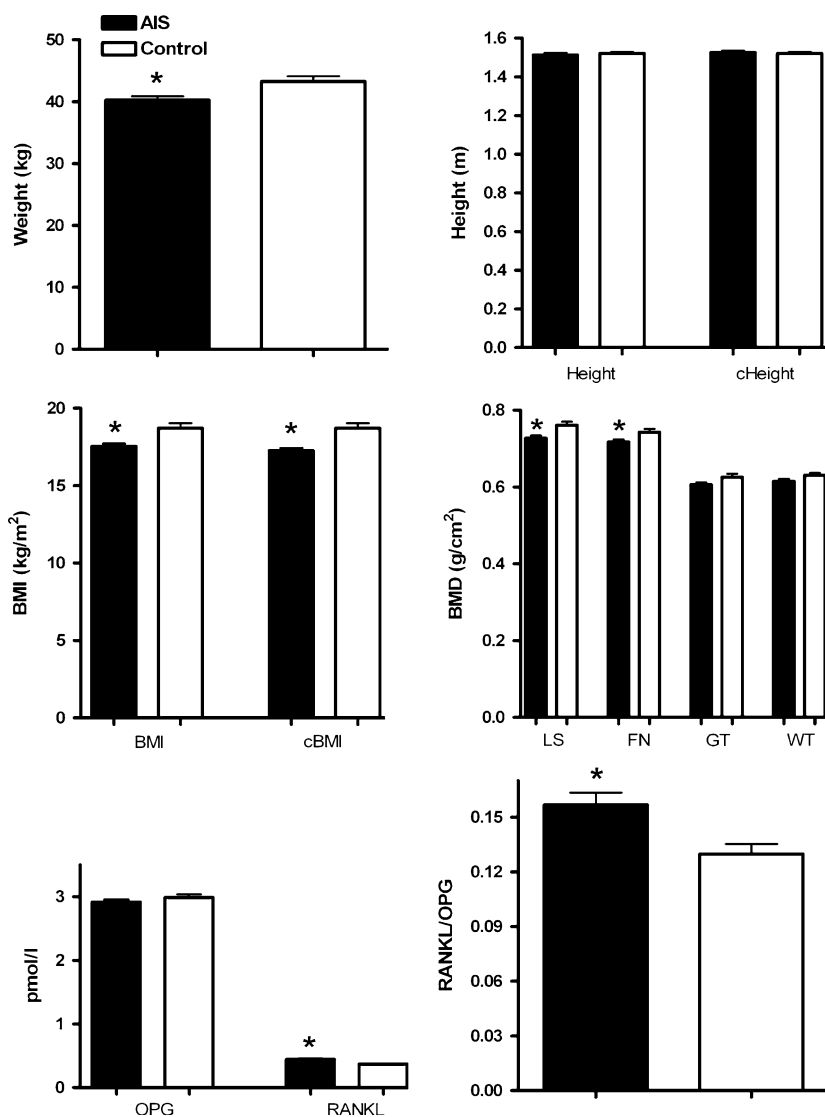 AIS
Control
Weight (kg)
50
40
30
20
10
0
*
Height (m)
1.6
1.4
1.2
1.0
0.8
0.6
0.4
0.2
0.0
Height
cHeight
BMI (kg/m²)
20
15
10
5
0
*
*
BMI
cBMI
BMD (g/cm²)
0.8
0.6
0.4
0.2
0.0
*
*
LS
FN
GT
WT
pmol/l
3
2
1
0
*
OPG
RANKL
RANKL/OPG
0.15
0.12
0.09
0.06
0.03
0.00
*